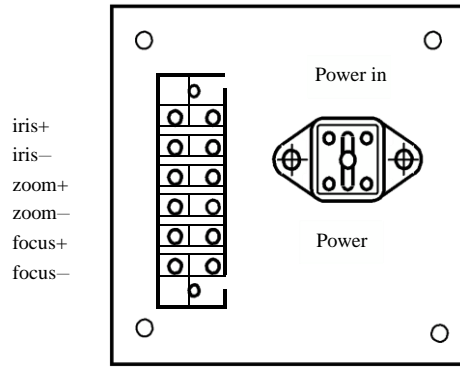 Power in
iris+
iris–
zoom+
zoom–
focus+
focus–
Power